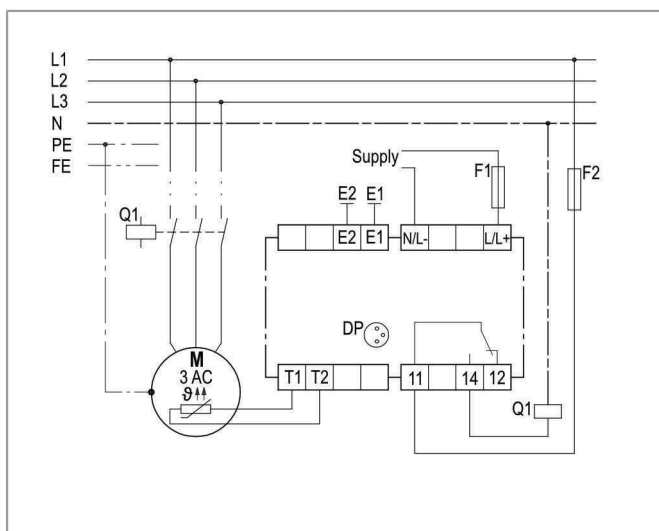 L1
L2
L3
N
PE
FE
Supply
F1
F2
E2 E1
Q1
E2 E1 N/L- L/L+
DP
M
3 AC
ϑ
T1 T2 11 14 12
Q1